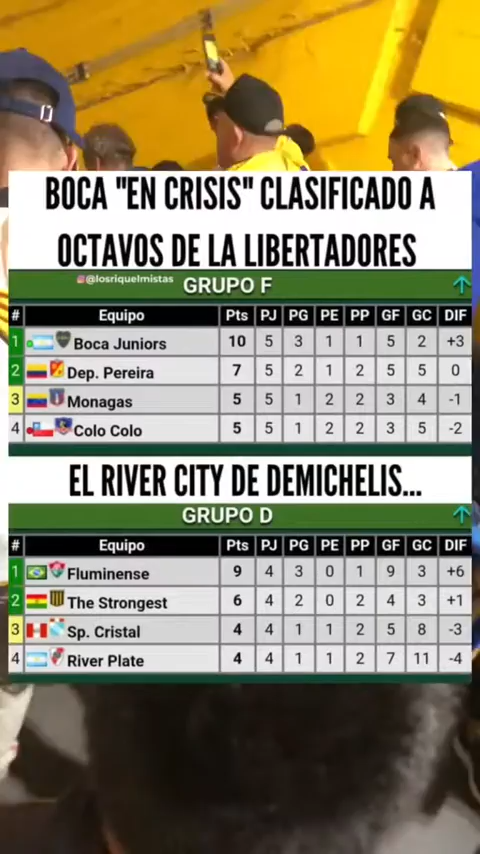 BOCA "EN CRISIS" CLASIFICADO A
OCTAVOS DE LA LIBERTADORES
@losriquelmistas
GRUPO F
# Equipo Pts PJ PG PE PP GF GC DIF
1 Boca Juniors 10 5 3 1 1 5 2 +3
2 Dep. Pereira 7 5 2 1 2 5 5 0
3 Monagas 5 5 1 2 2 3 4 -1
4 Colo Colo 5 5 1 2 2 3 5 -2
EL RIVER CITY DE DEMICHELIS...
GRUPO D
# Equipo Pts PJ PG PE PP GF GC DIF
1 Fluminense 9 4 3 0 1 9 3 +6
2 The Strongest 6 4 2 0 2 4 3 +1
3 Sp. Cristal 4 4 1 1 2 5 8 -3
4 River Plate 4 4 1 1 2 7 11 -4